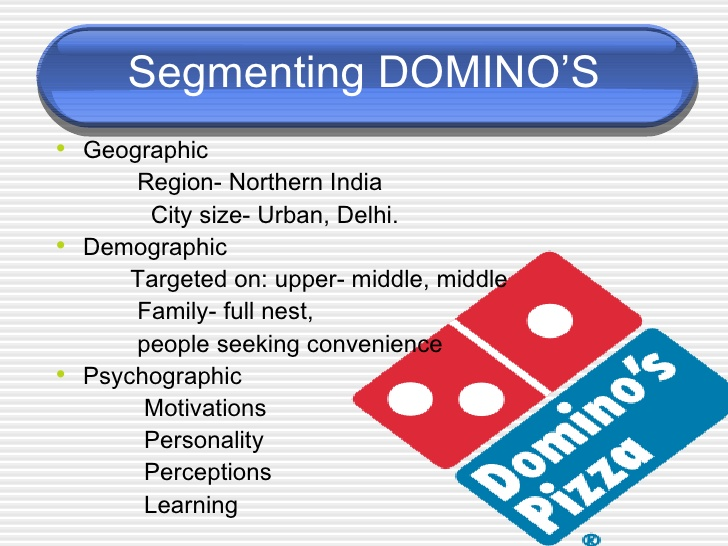 Segmenting DOMINO’S
• Geographic
Region- Northern India
City size- Urban, Delhi.
• Demographic
Targeted on: upper- middle, middle
Family- full nest,
people seeking convenience
• Psychographic
Motivations
Personality
Perceptions
Learning
Domino's
Pizza
®